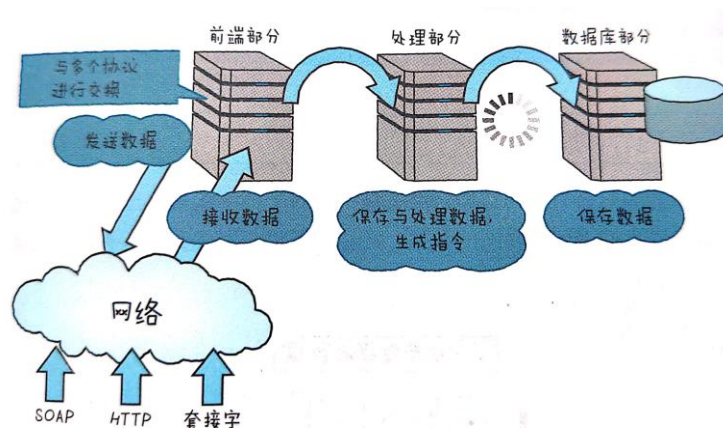 前端部分
处理部分
数据库部分
与多个协议
进行交换
发送数据
接收数据
保存与处理数据,
生成指令
保存数据
网络
SOAP
HTTP
套接字